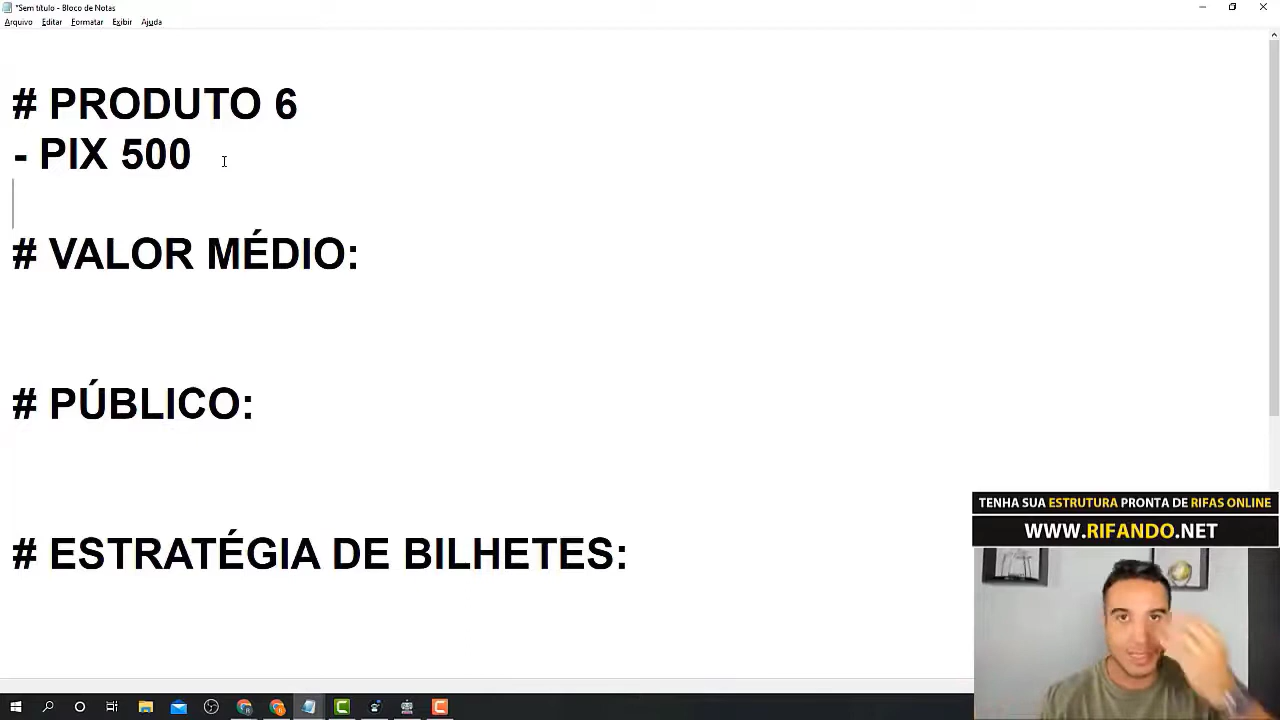 *Sem título - Bloco de Notas
Arquivo Editar Formatar Exibir Ajuda
# PRODUTO 6
- PIX 500
# VALOR MÉDIO:
# PÚBLICO:
# ESTRATÉGIA DE BILHETES:
TENHA SUA ESTRUTURA PRONTA DE RIFAS ONLINE
WWW.RIFANDO.NET